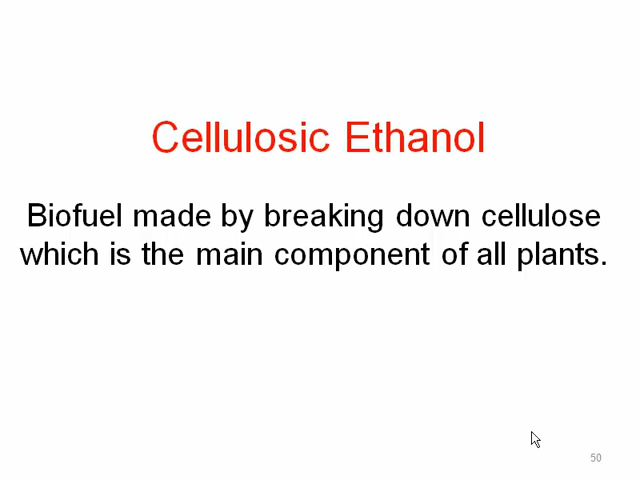 Cellulosic Ethanol
Biofuel made by breaking down cellulose
which is the main component of all plants.
50